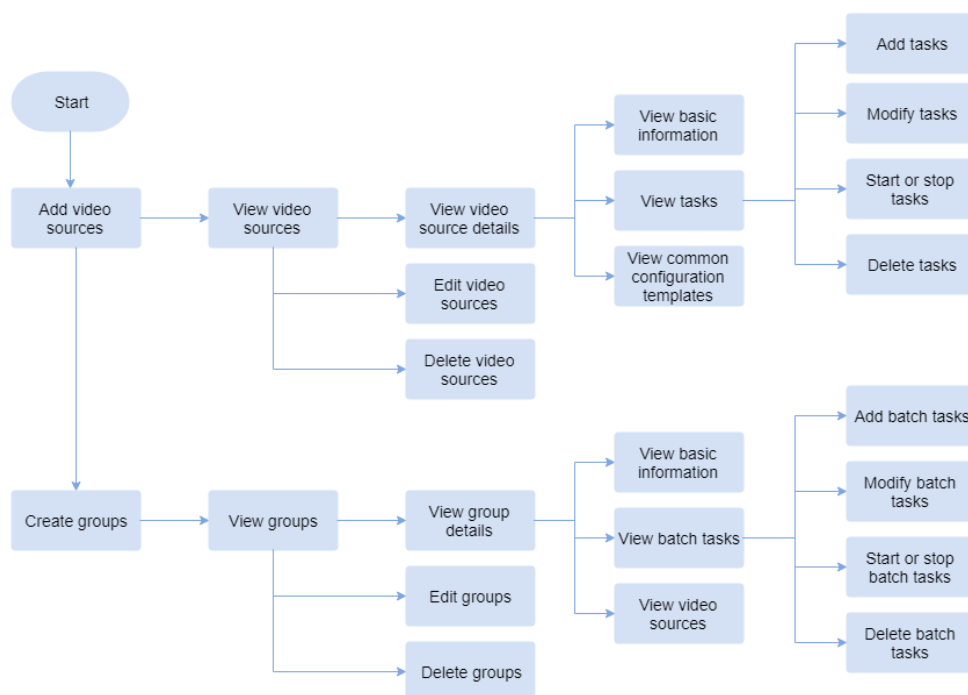 Start
Add video
sources
View video
sources
View video
source details
Edit video
sources
Delete video
sources
View basic
information
View tasks
View common
configuration
templates
Add tasks
Modify tasks
Start or stop
tasks
Delete tasks
Create groups
View groups
View group
details
Edit groups
Delete groups
View basic
information
View batch tasks
View video
sources
Add batch tasks
Modify batch
tasks
Start or stop
batch tasks
Delete batch
tasks